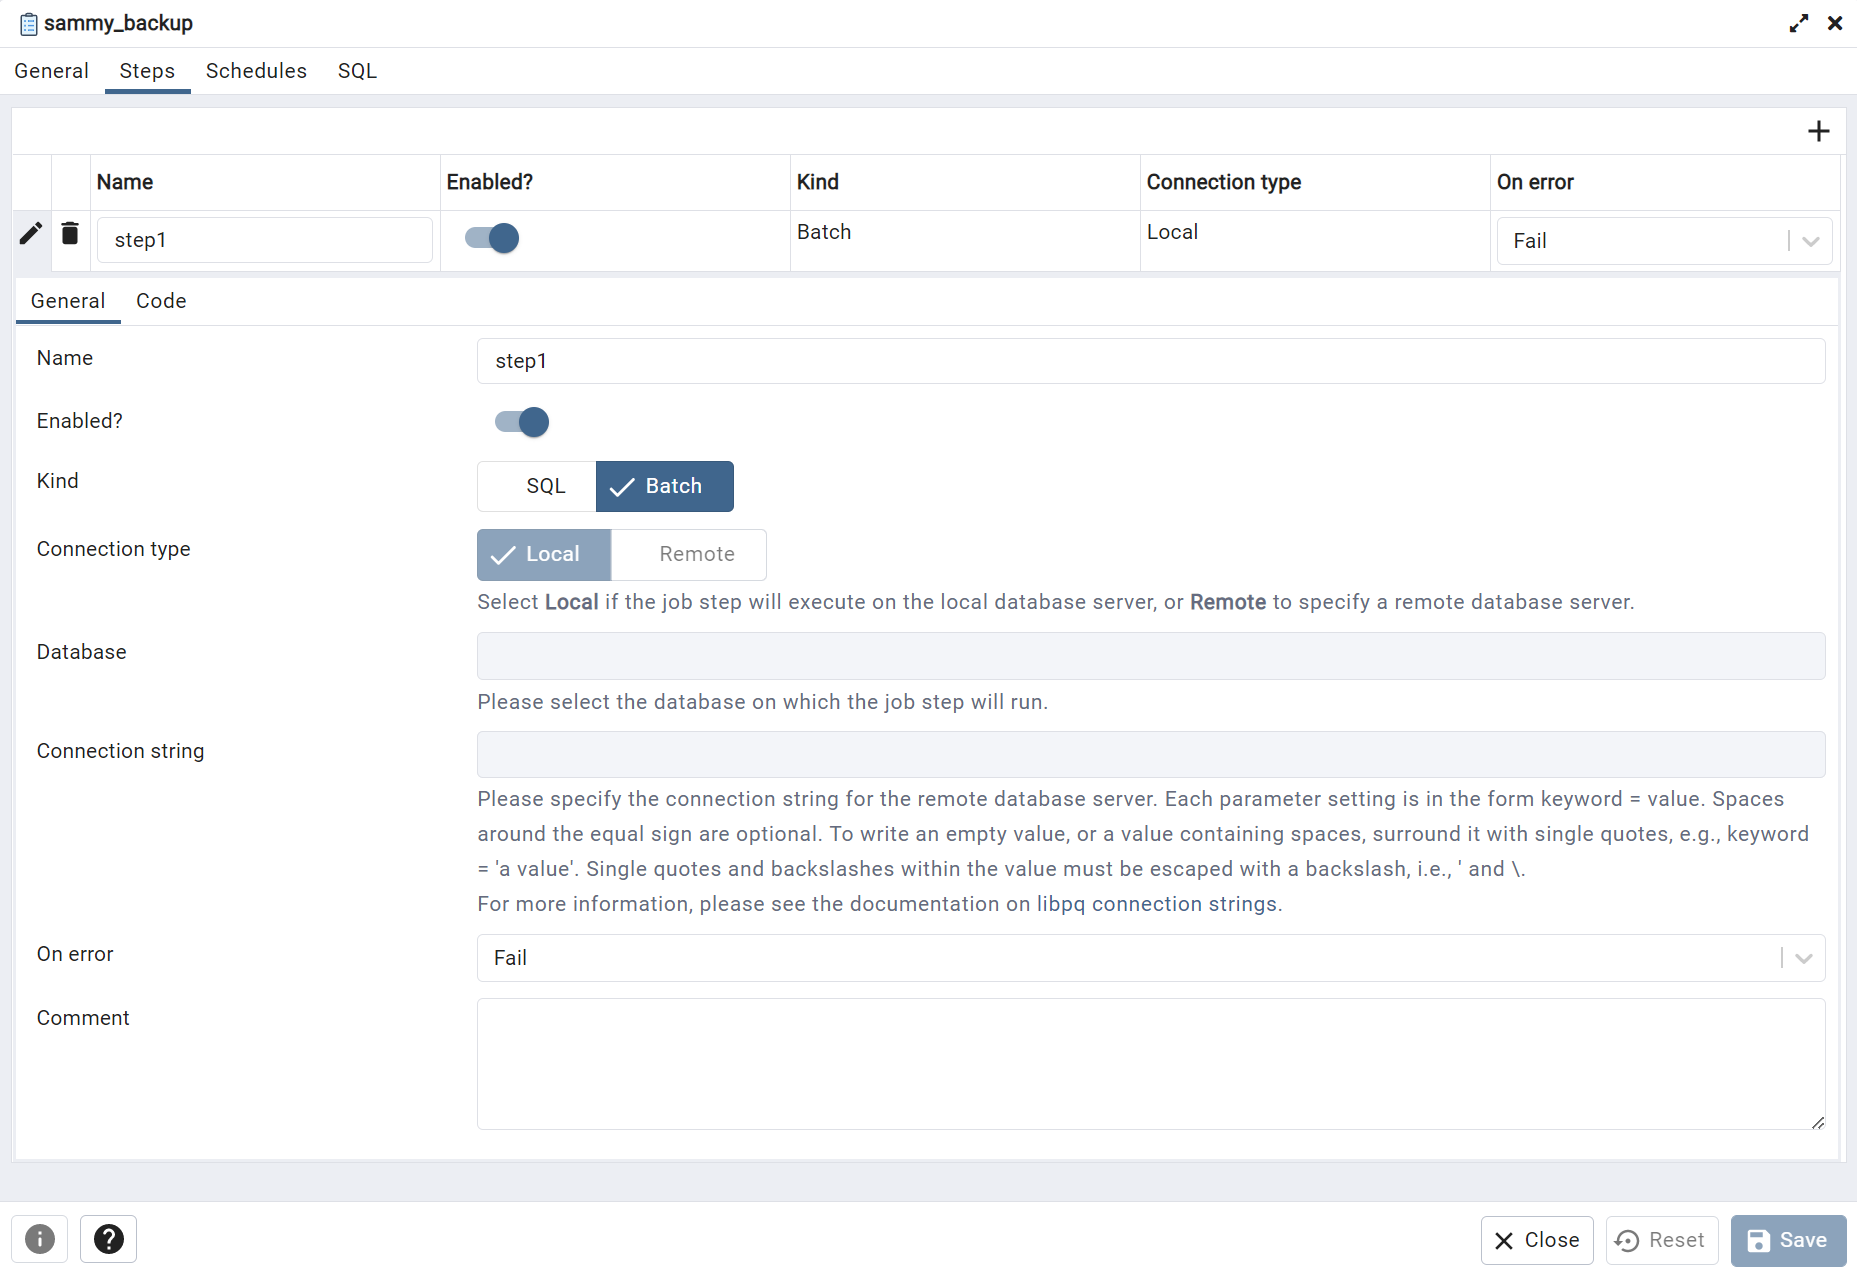 sammy_backup
General Steps Schedules SQL
Name Enabled? Kind Connection type On error
step1 Batch Local Fail
General Code
Name step1
Enabled?
Kind SQL Batch
Connection type Local Remote
Select Local if the job step will execute on the local database server, or Remote to specify a remote database server.
Database
Please select the database on which the job step will run.
Connection string
Please specify the connection string for the remote database server. Each parameter setting is in the form keyword = value. Spaces
around the equal sign are optional. To write an empty value, or a value containing spaces, surround it with single quotes, e.g., keyword
= 'a value'. Single quotes and backslashes within the value must be escaped with a backslash, i.e., ' and \.
For more information, please see the documentation on libpq connection strings.
On error Fail
Comment
Close Reset Save